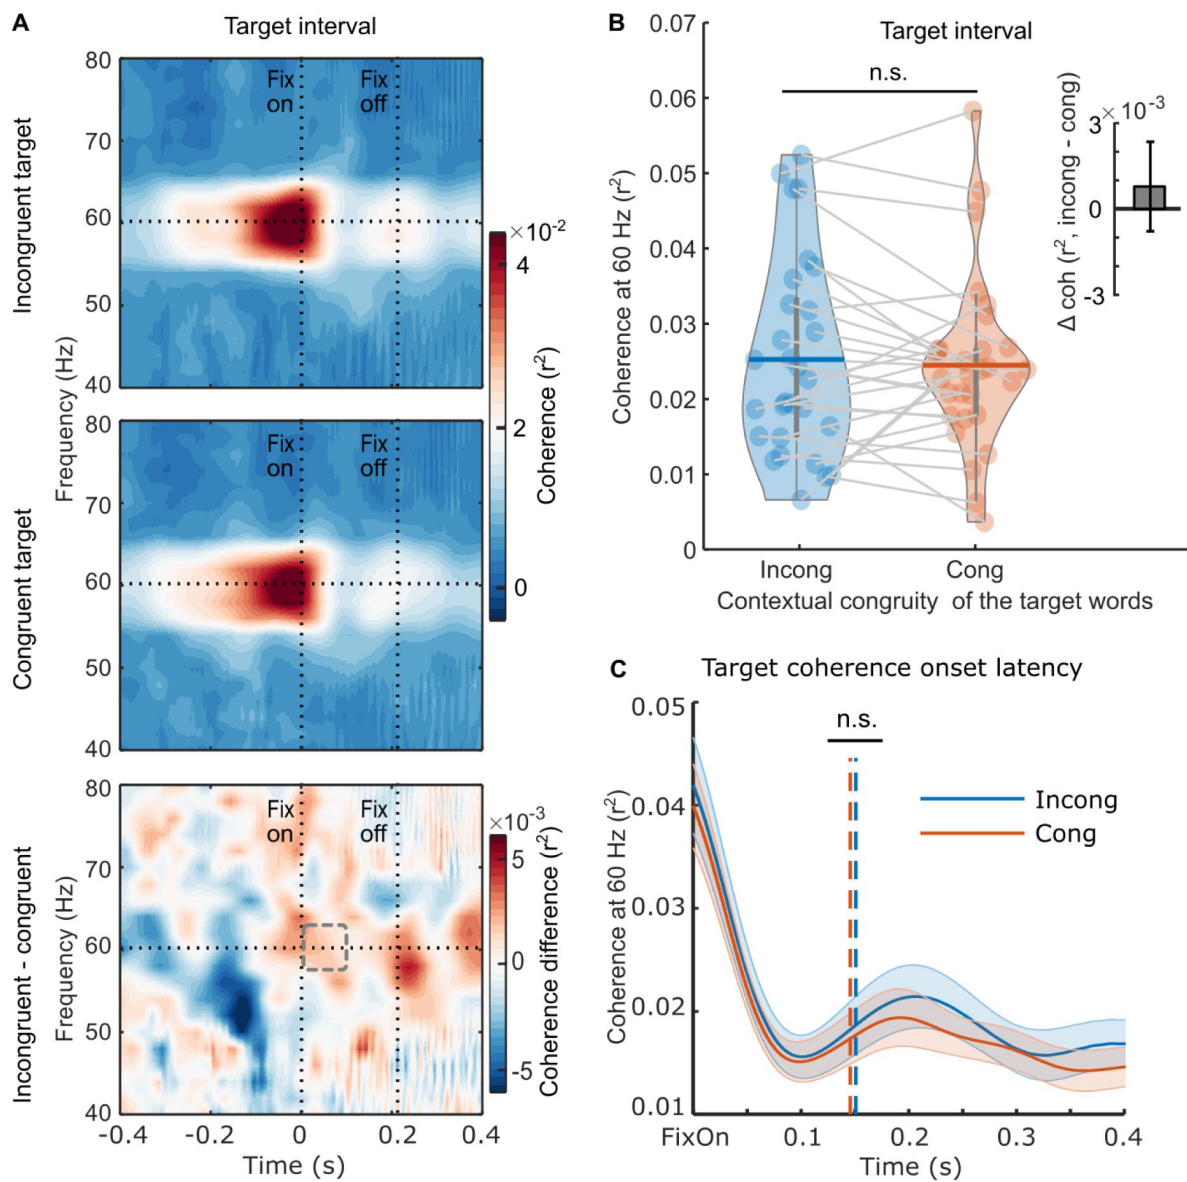 A
Target interval
Incongruent target
80
70
60
50
40
Fix
on
Fix
off
Frequency (Hz)
Congruent target
80
70
60
50
40
Fix
on
Fix
off
×10⁻²
4
2
0
Coherence (r²)
Incongruent - congruent
Frequency (Hz)
80
70
60
50
40
Fix
on
Fix
off
×10⁻³
5
0
-5
Coherence difference (r²)
-0.4
-0.2
0
0.2
0.4
Time (s)
B
Target interval
n.s.
Coherence at 60 Hz (r²)
0.07
0.06
0.05
0.04
0.03
0.02
0.01
0
Incong
Cong
Contextual congruity of the target words
×10⁻³
3
0
-3
Δ coh (r², incong - cong)
C
Target coherence onset latency
n.s.
Coherence at 60 Hz (r²)
0.05
0.04
0.03
0.02
0.01
Incong
Cong
FixOn
0.1
0.2
0.3
0.4
Time (s)